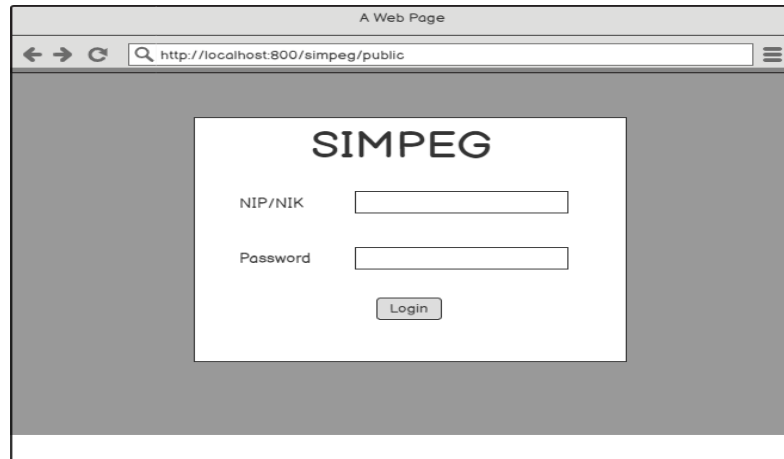 A Web Page
http://localhost:800/simpeg/public
SIMPEG
NIP/NIK
Password
Login